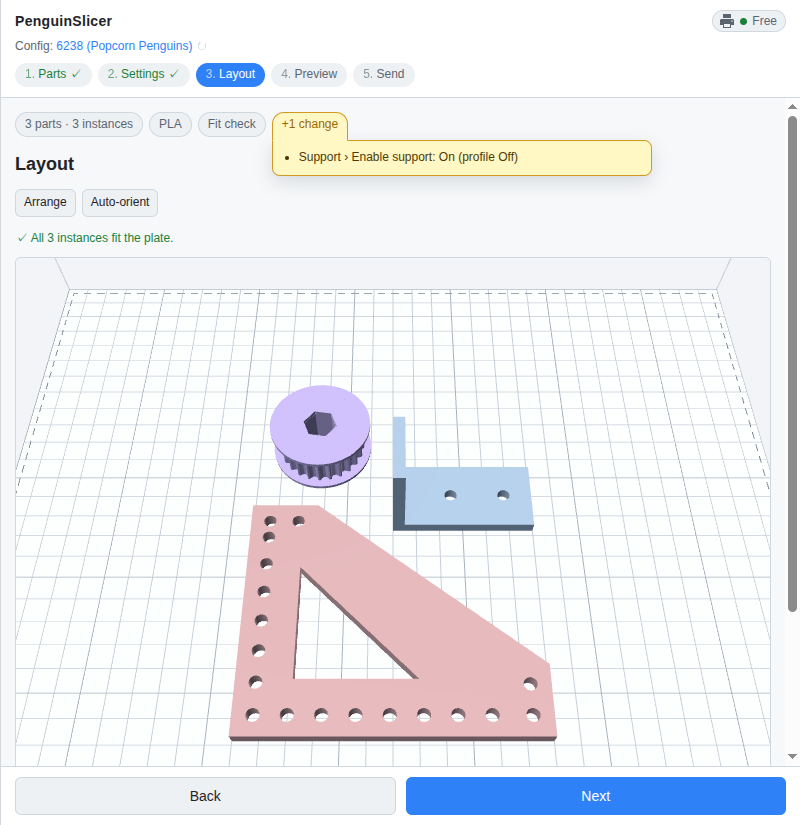 PenguinSlicer
Free
Config: 6238 (Popcorn Penguins)
1. Parts ✓
2. Settings ✓
3. Layout
4. Preview
5. Send
3 parts · 3 instances
PLA
Fit check
+1 change
• Support › Enable support: On (profile Off)
Layout
Arrange
Auto-orient
✓ All 3 instances fit the plate.
Back
Next